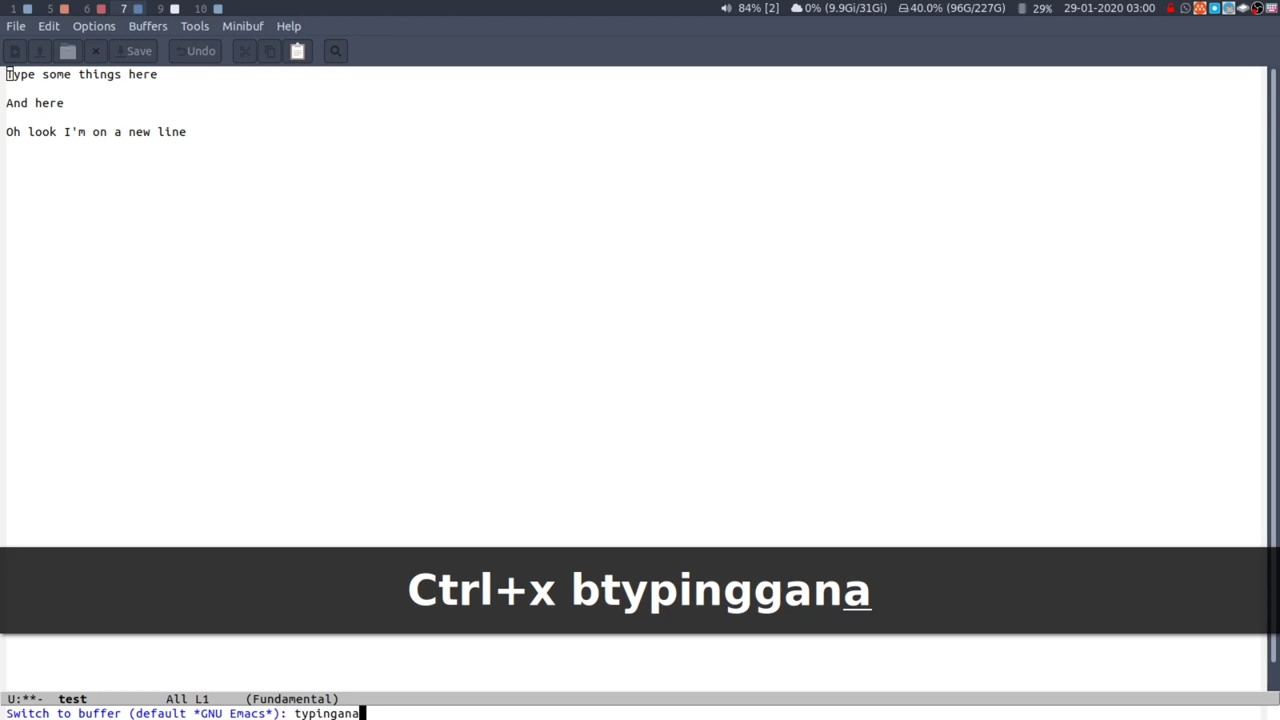 1 5 6 7 9 10 84% [2] 0% (9.9Gi/31Gi) 40.0% (96G/227G) 29% 29-01-2020 03:00
File Edit Options Buffers Tools Minibuf Help
Save Undo
Type some things here
And here
Oh look I'm on a new line
Ctrl+x btypinggana
U:**- test All L1 (Fundamental)
Switch to buffer (default *GNU Emacs*): typingana